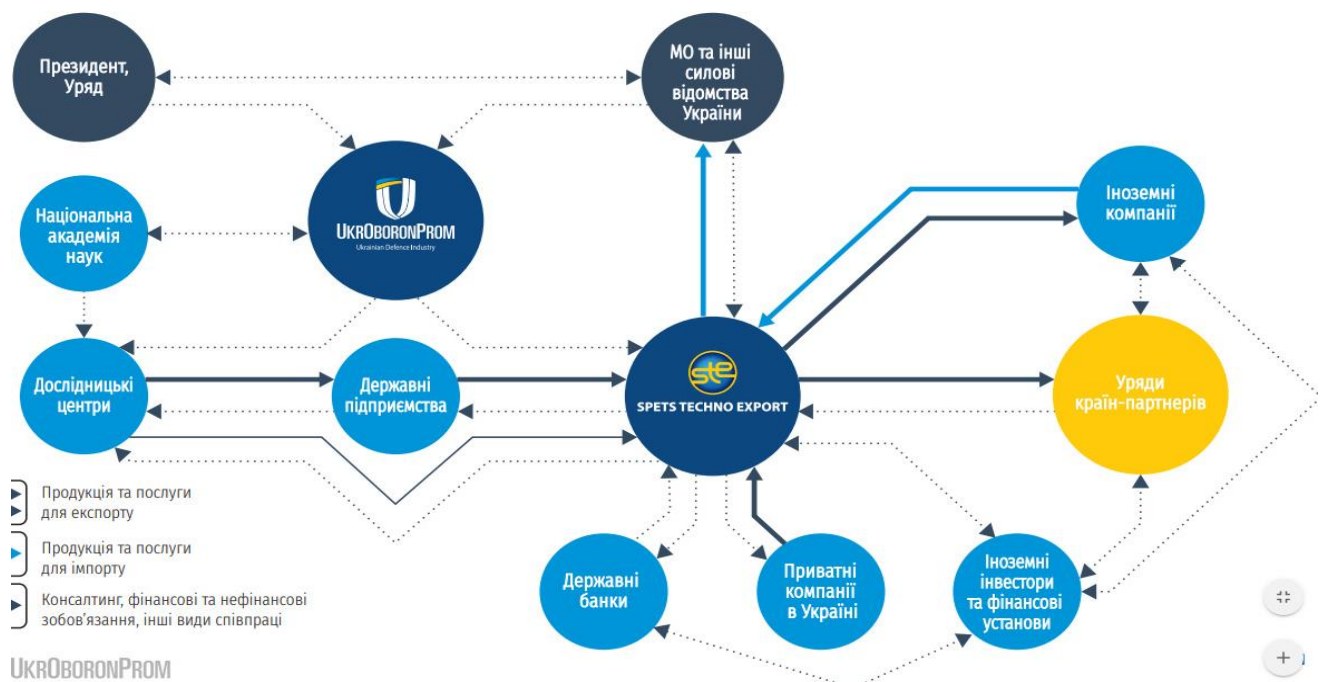 Президент,
Уряд
МО та інші
силові
відомства
України
UKROBORONPROM
Ukrainian Defence Industry
Національна
академія
наук
Іноземні
компанії
Дослідницькі
центри
Державні
підприємства
ste
SPETS TECHNO EXPORT
Уряди
країн-партнерів
Продукція та послуги
для експорту
Продукція та послуги
для імпорту
Консалтинг, фінансові та нефінансові
зобов’язання, інші види співпраці
Державні
банки
Приватні
компанії
в Україні
Іноземні
інвестори
та фінансові
установи
UKROBORONPROM